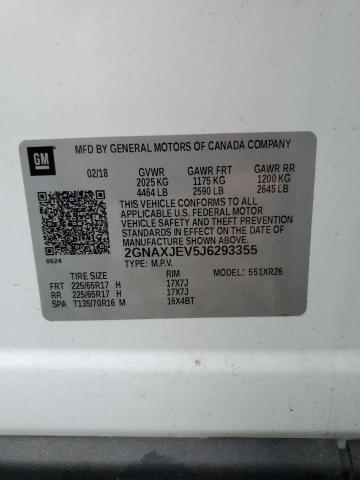 GM
MFD BY GENERAL MOTORS OF CANADA COMPANY
02/18 GVWR GAWR FRT GAWR RR
2025 KG 1175 KG 1200 KG
4464 LB 2590 LB 2645 LB
THIS VEHICLE CONFORMS TO ALL
APPLICABLE U.S. FEDERAL MOTOR
VEHICLE SAFETY AND THEFT
PREVENTION STANDARDS IN EFFECT ON
THE DATE OF MANUFACTURE SHOWN ABOVE.
2GNAXJEV5J6293355
8624 TYPE: M.P.V.
TIRE SIZE RIM MODEL: 551XR26
FRT 225/65R17 H 17X7J
RR 225/65R17 H 17X7J
SPA T135/70R16 M 16X4BT